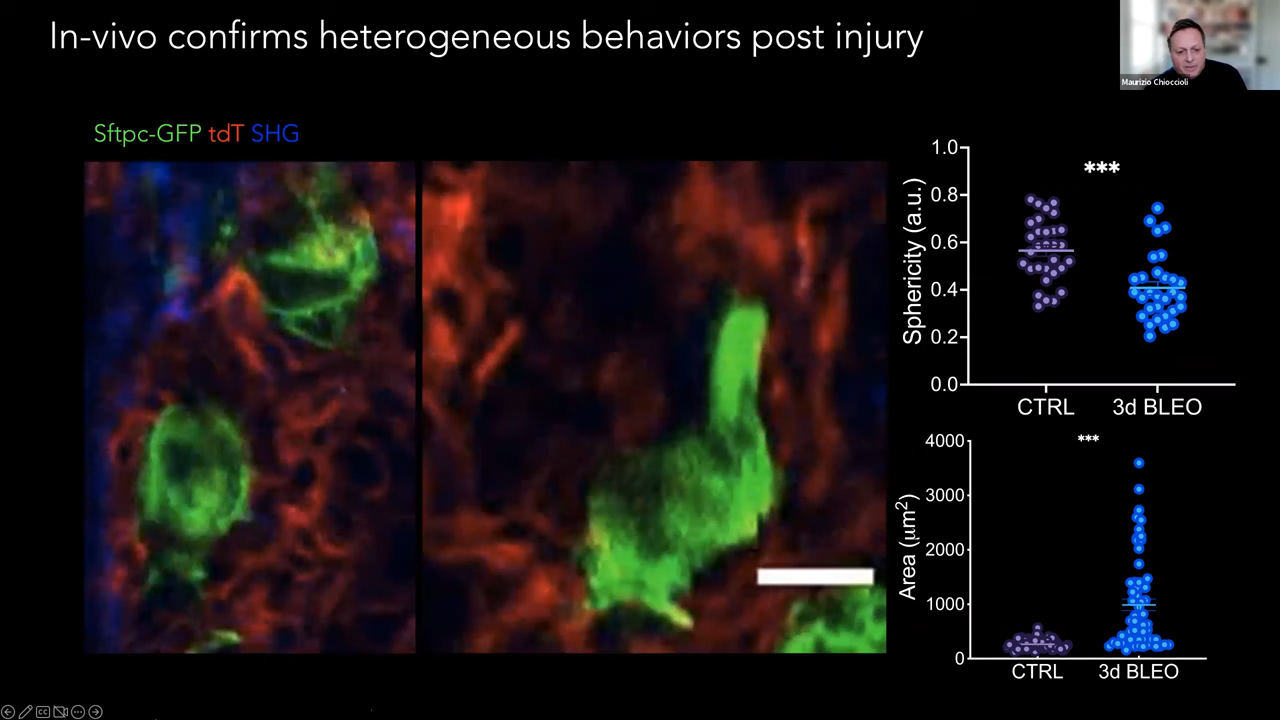 In-vivo confirms heterogeneous behaviors post injury
Maurizio Chioccioli
Sftpc-GFP tdT SHG
1.0
***
0.8
0.6
0.4
0.2
0.0
Sphericity (a.u.)
CTRL 3d BLEO
4000
***
3000
2000
1000
0
Area (μm²)
CTRL 3d BLEO
CC